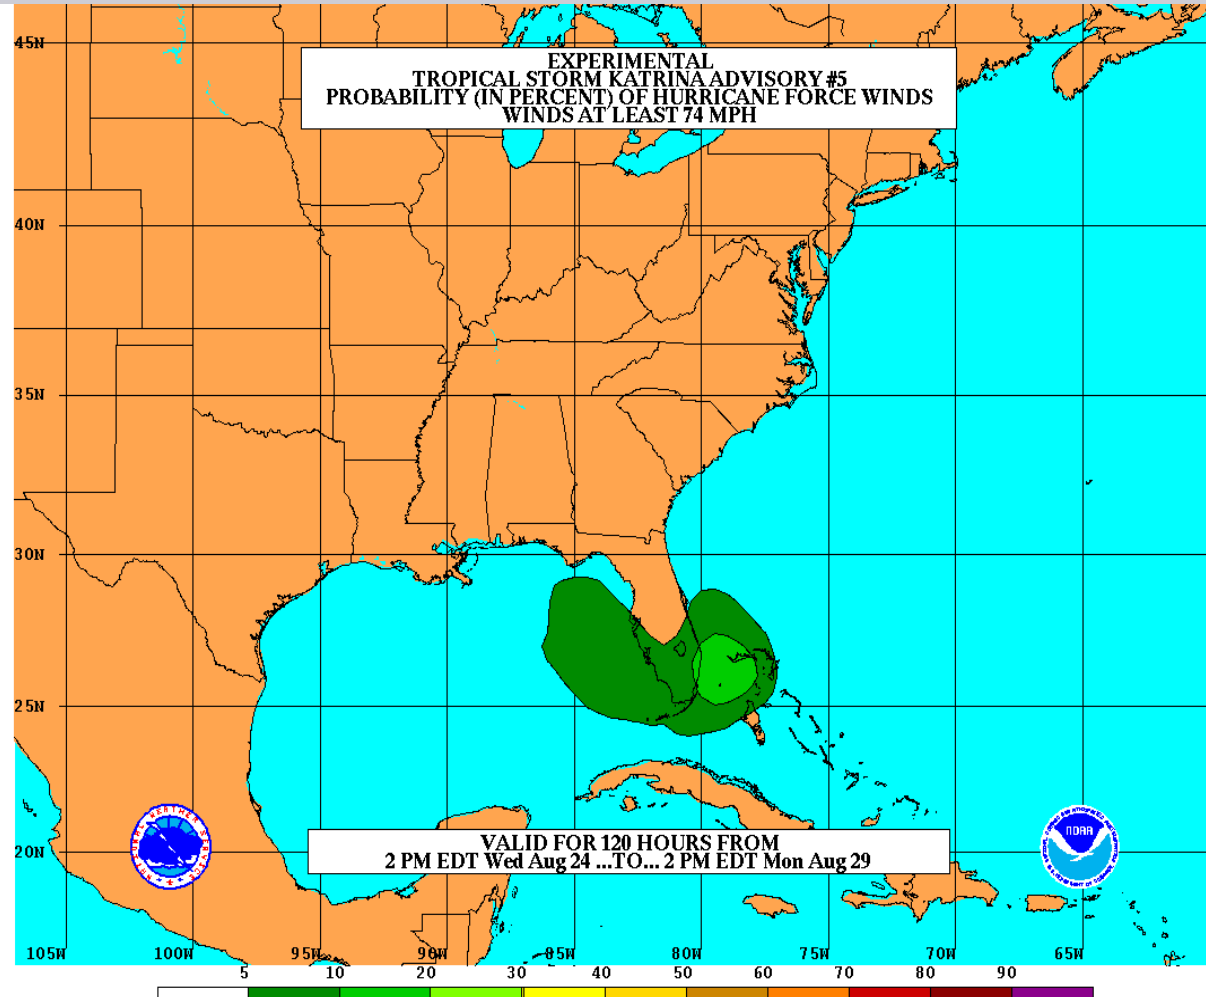 45N
EXPERIMENTAL
TROPICAL STORM KATRINA ADVISORY #5
PROBABILITY (IN PERCENT) OF HURRICANE FORCE WINDS
WINDS AT LEAST 74 MPH
40N
35N
30N
25N
20N
VALID FOR 120 HOURS FROM
2 PM EDT Wed Aug 24 ...TO... 2 PM EDT Mon Aug 29
NATIONAL WEATHER SERVICE
NOAA
105W 100W 95W 90W 85W 80W 75W 70W 65W
5 10 20 30 40 50 60 70 80 90